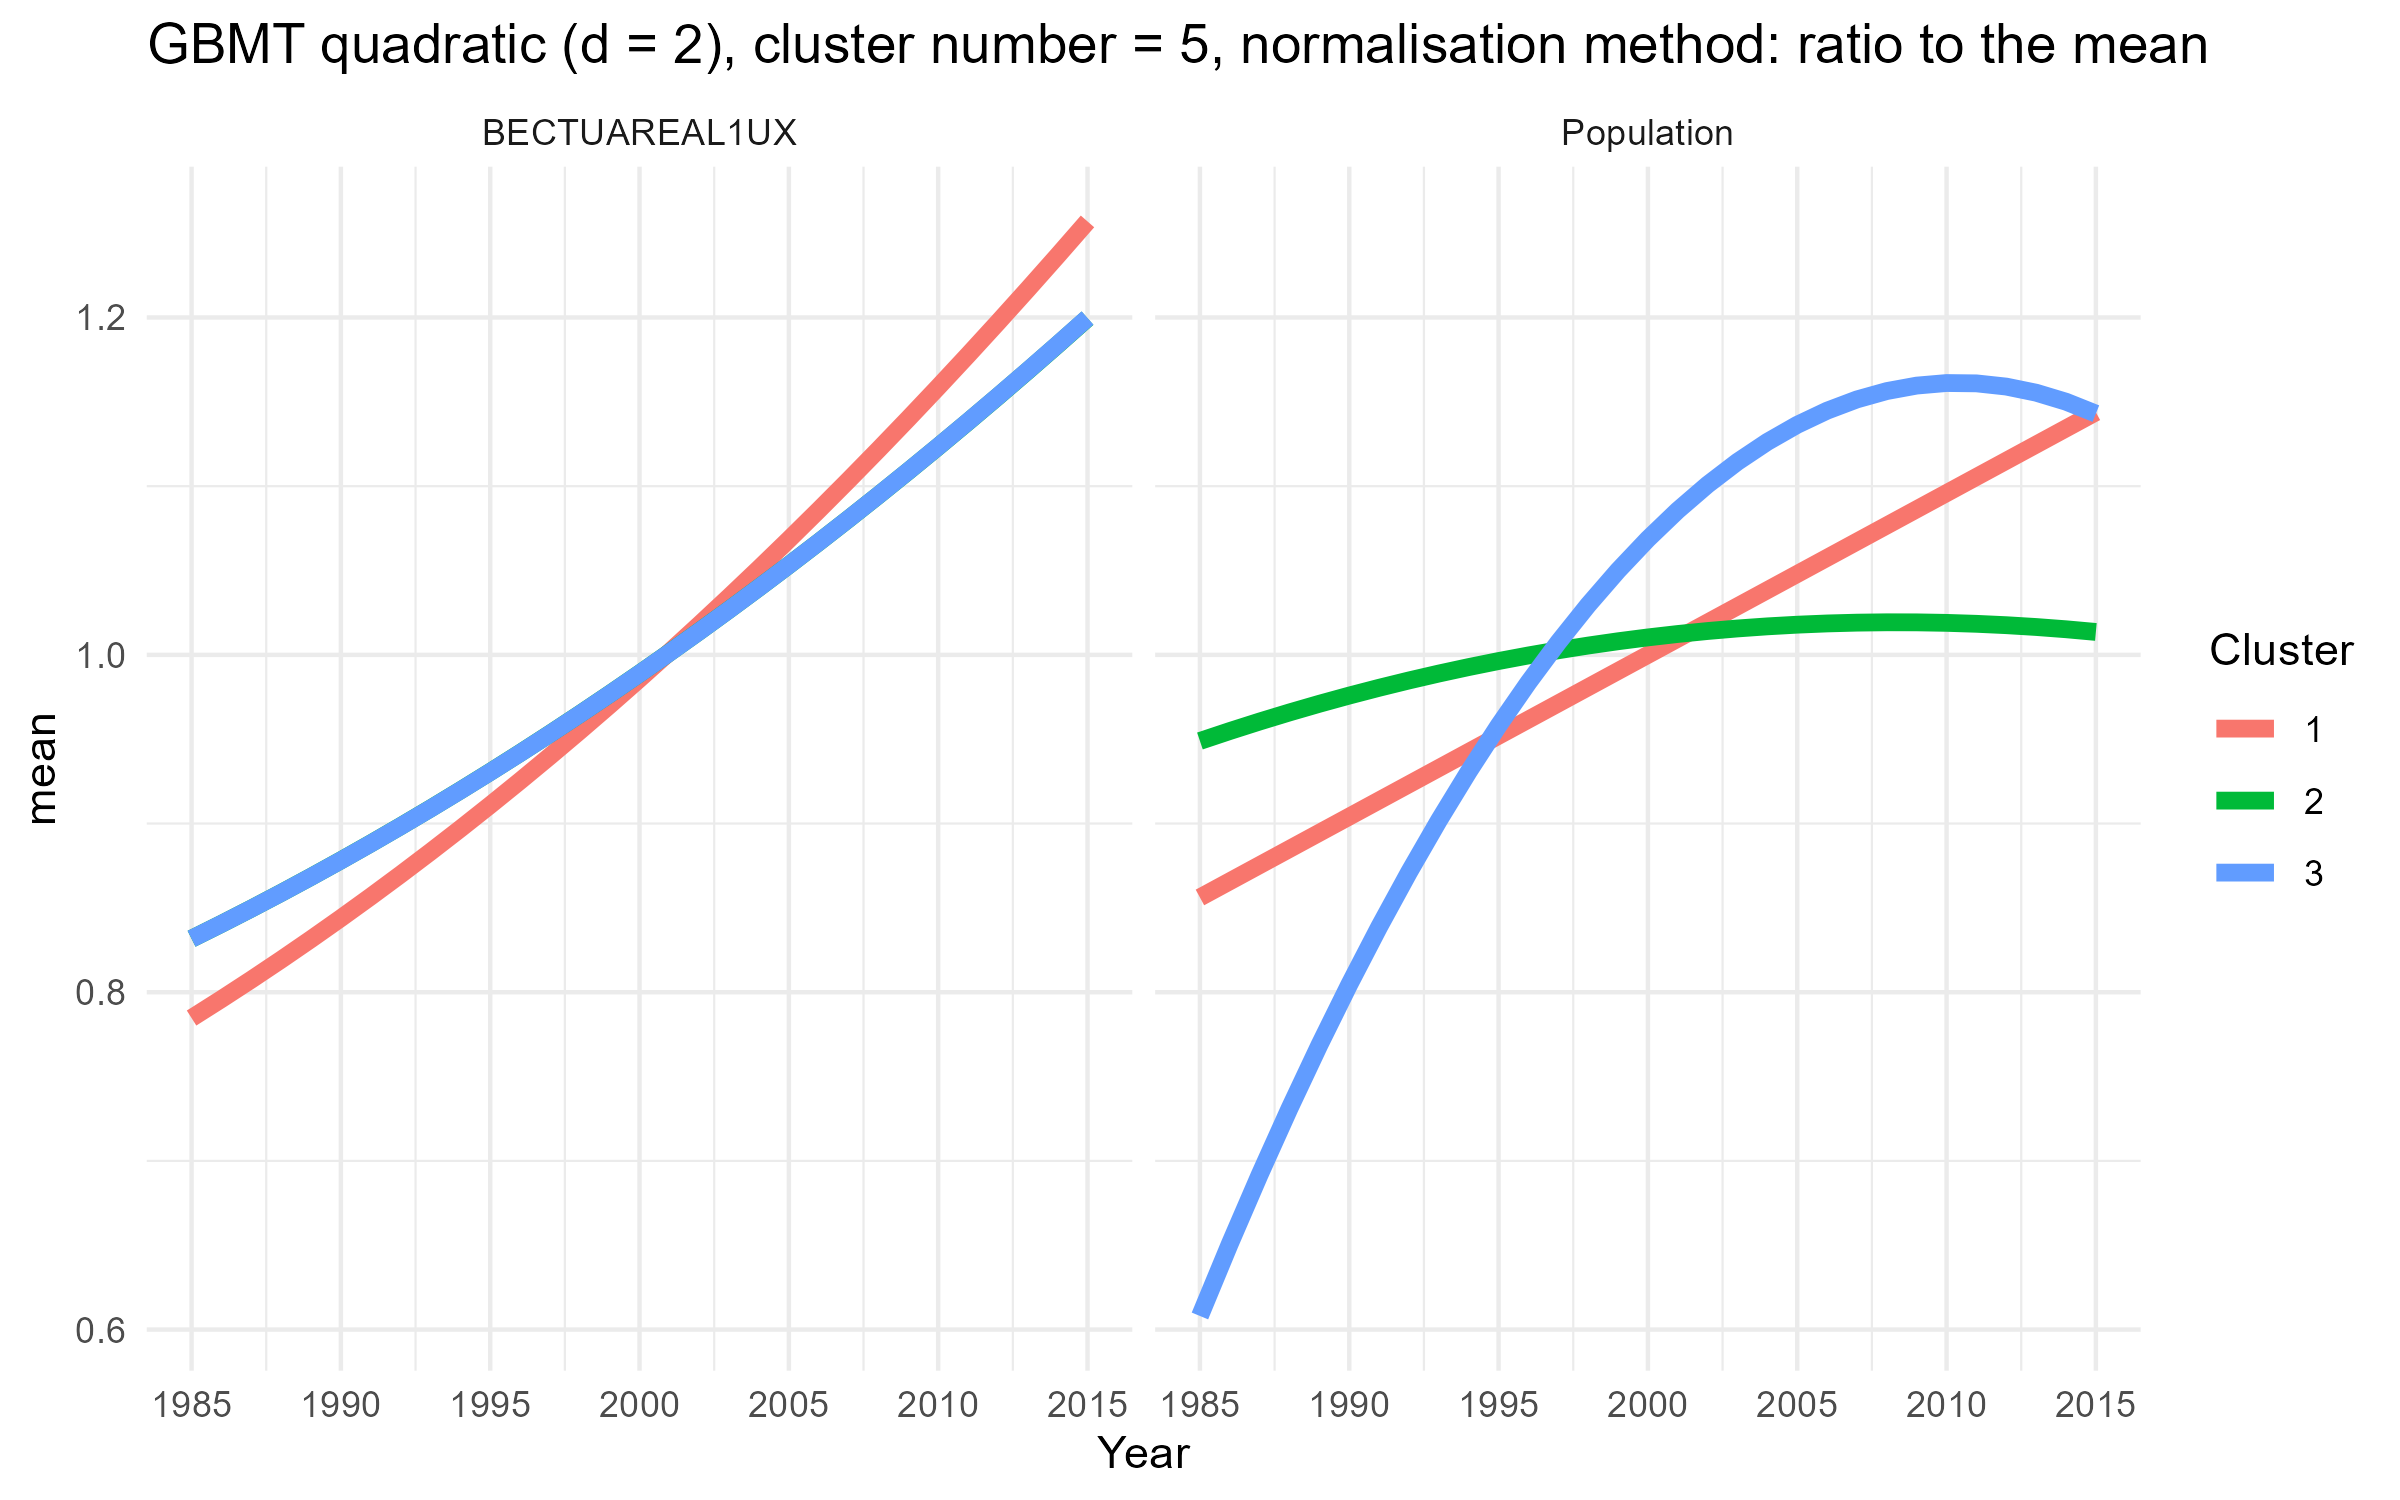 GBMT quadratic (d = 2), cluster number = 5, normalisation method: ratio to the mean
BECTUAREAL1UX
Population
mean
1.2
1.0
0.8
0.6
1985 1990 1995 2000 2005 2010 2015
1985 1990 1995 2000 2005 2010 2015
Year
Cluster
1
2
3